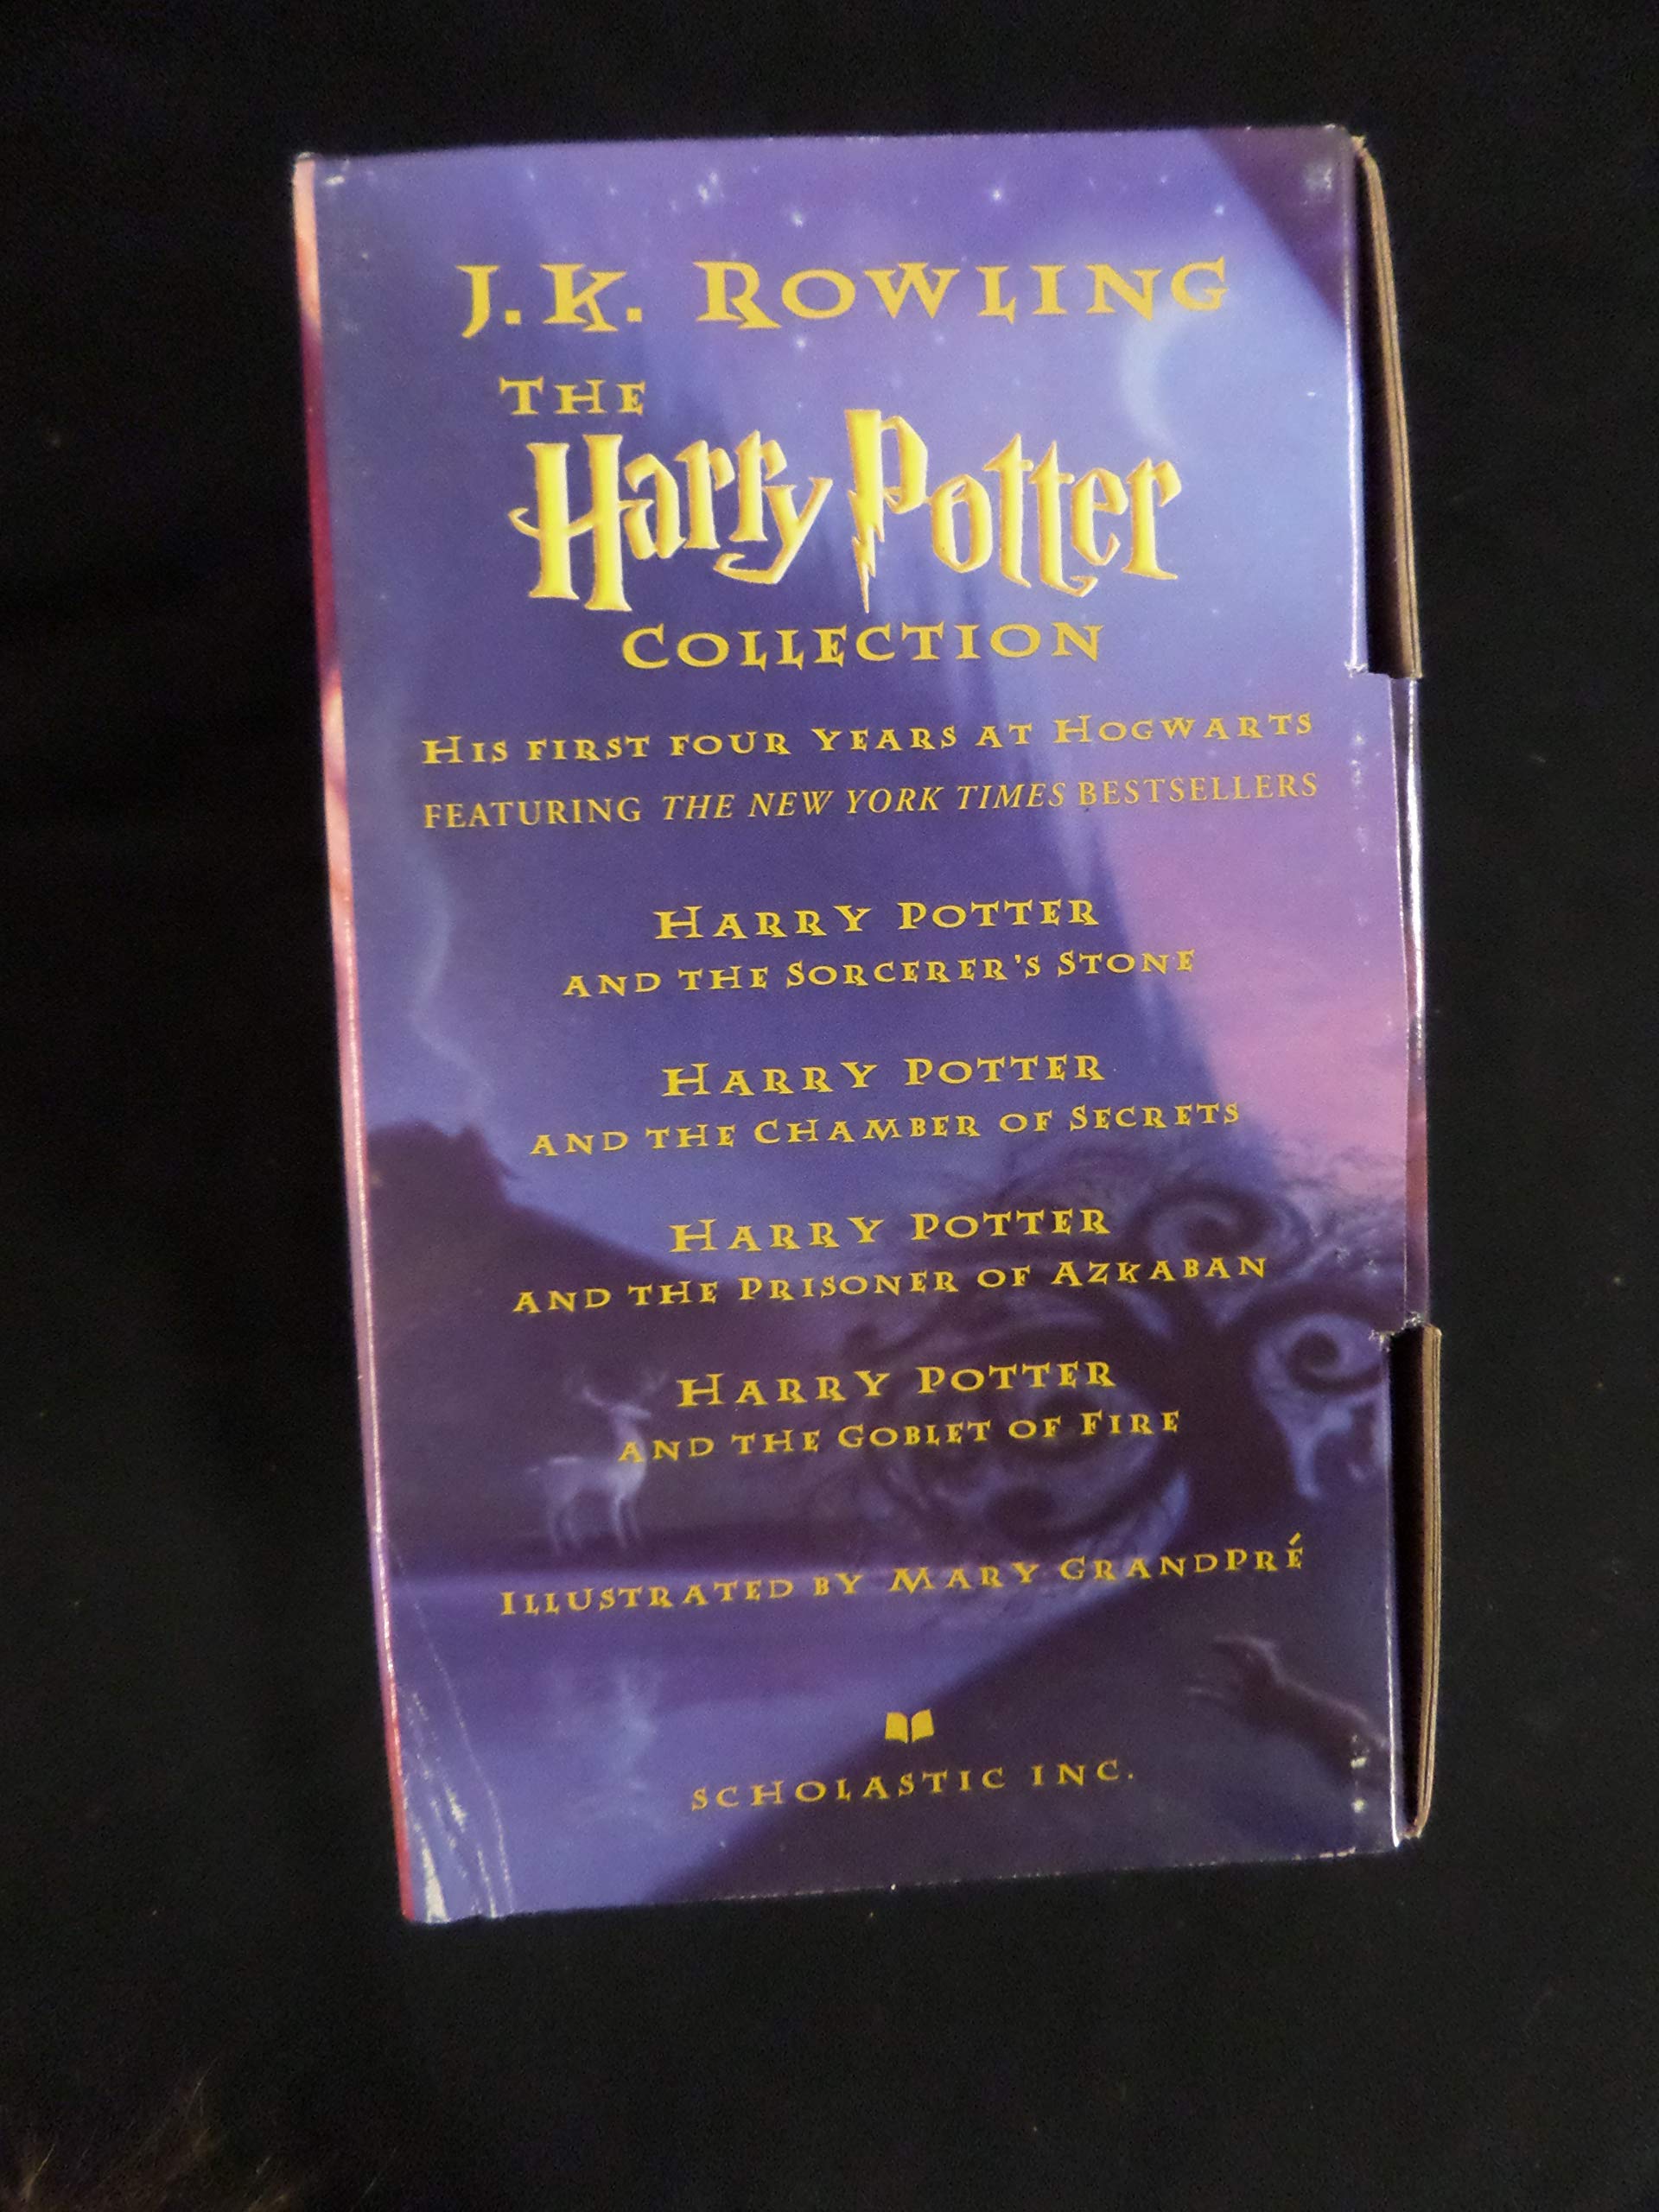 J.K. ROWLING
THE
Harry Potter
COLLECTION
HIS FIRST FOUR YEARS AT HOGWARTS
FEATURING THE NEW YORK TIMES BESTSELLERS
HARRY POTTER
AND THE SORCERER'S STONE
HARRY POTTER
AND THE CHAMBER OF SECRETS
HARRY POTTER
AND THE PRISONER OF AZKABAN
HARRY POTTER
AND THE GOBLET OF FIRE
ILLUSTRATED BY MARY GRANDPRÉ
SCHOLASTIC INC.